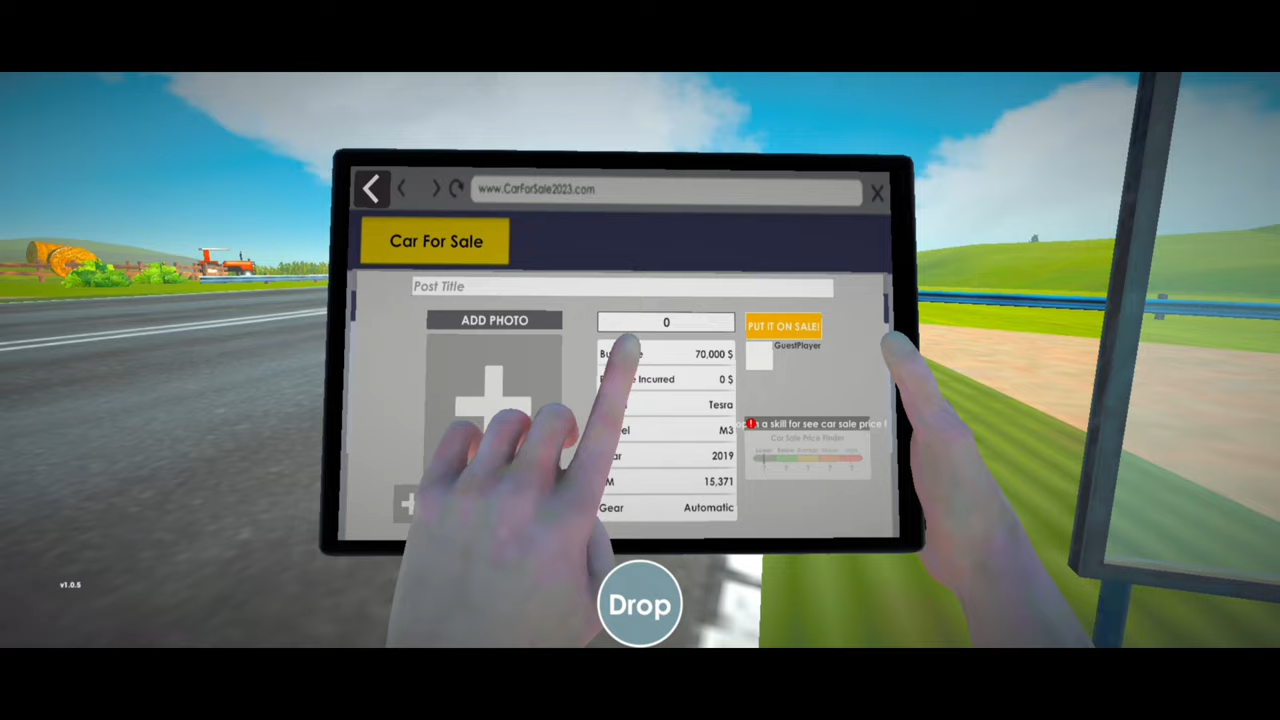 www.CarForSale2023.com
Car For Sale
Post Title
ADD PHOTO
0
PUT IT ON SALE!
GuestPlayer
70,000 $
Incurred 0 $
Tesra
M3
2019
15,371
Gear Automatic
a skill for see car sale price !
Car Sale Price Finder
v1.0.5
Drop